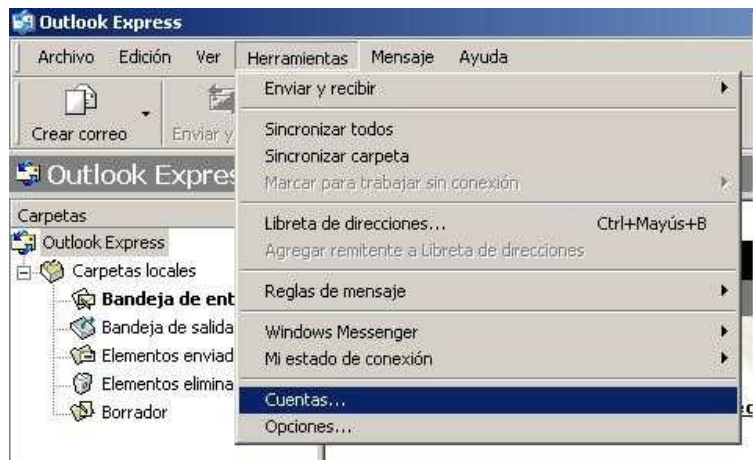 Outlook Express
Archivo Edición Ver Herramientas Mensaje Ayuda
Crear correo
Enviar y
Outlook Expres
Carpetas
Outlook Express
Carpetas locales
Bandeja de ent
Bandeja de salida
Elementos enviad
Elementos elimina
Borrador
Enviar y recibir
Sincronizar todos
Sincronizar carpeta
Marcar para trabajar sin conexión
Libreta de direcciones... Ctrl+Mayús+B
Agregar remitente a Libreta de direcciones
Reglas de mensaje
Windows Messenger
Mi estado de conexión
Cuentas...
Opciones...